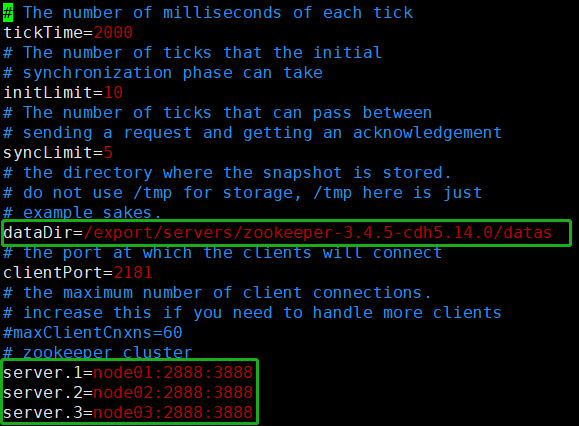 # The number of milliseconds of each tick
tickTime=2000
# The number of ticks that the initial
# synchronization phase can take
initLimit=10
# The number of ticks that can pass between
# sending a request and getting an acknowledgement
syncLimit=5
# the directory where the snapshot is stored.
# do not use /tmp for storage, /tmp here is just
# example sakes.
dataDir=/export/servers/zookeeper-3.4.5-cdh5.14.0/datas
# the port at which the clients will connect
clientPort=2181
# the maximum number of client connections.
# increase this if you need to handle more clients
#maxClientCnxns=60
# zookeeper cluster
server.1=node01:2888:3888
server.2=node02:2888:3888
server.3=node03:2888:3888